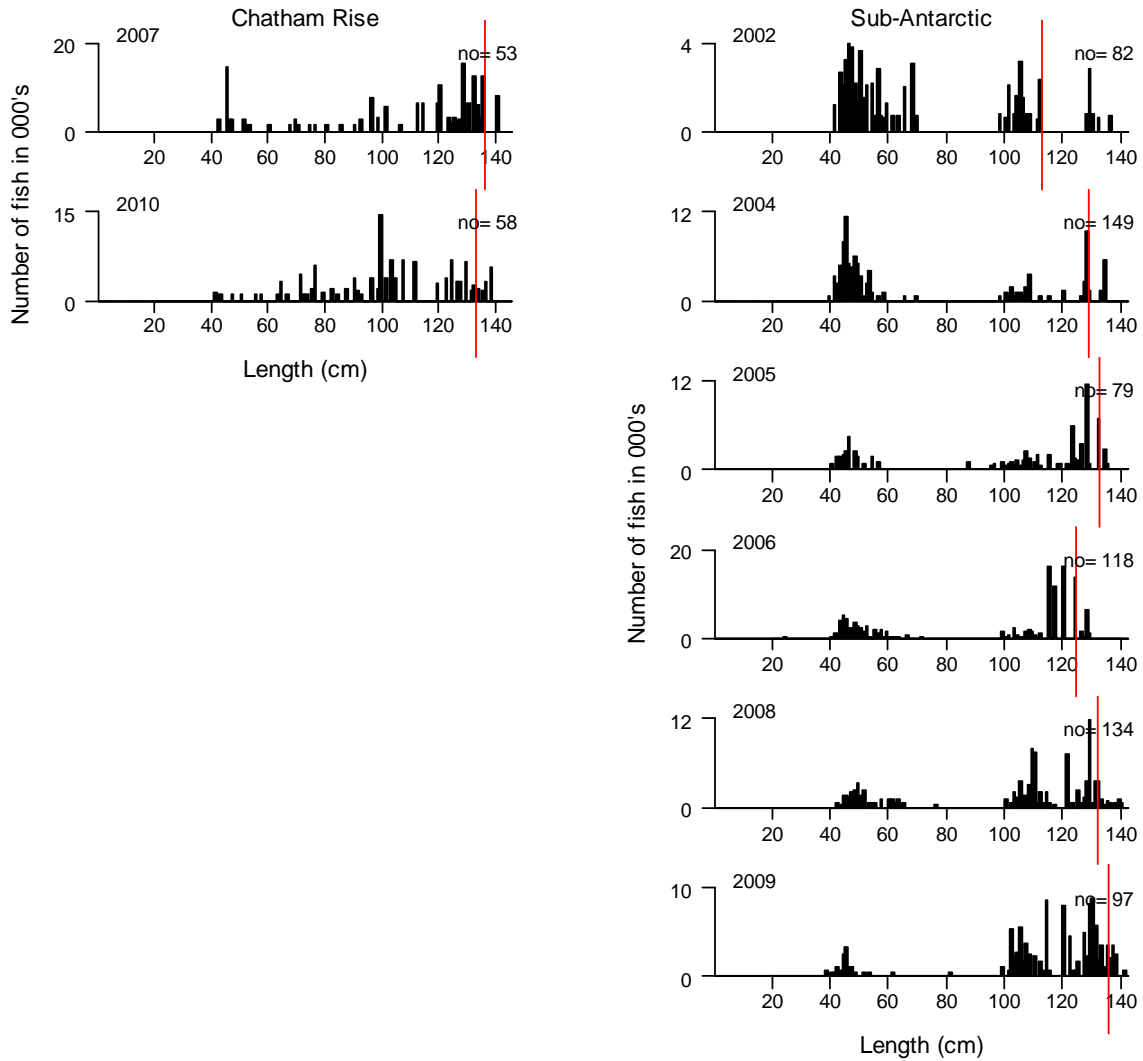 Chatham Rise
Number of fish in 000's
2007
no= 53
20
0
20 40 60 80 100 120 140
2010
no= 58
15
0
20 40 60 80 100 120 140
Length (cm)
Sub-Antarctic
Number of fish in 000's
2002
no= 82
4
0
20 40 60 80 100 120 140
2004
no= 149
12
0
20 40 60 80 100 120 140
2005
no= 79
12
0
20 40 60 80 100 120 140
2006
no= 118
20
0
20 40 60 80 100 120 140
2008
no= 134
12
0
20 40 60 80 100 120 140
2009
no= 97
10
0
20 40 60 80 100 120 140
Length (cm)